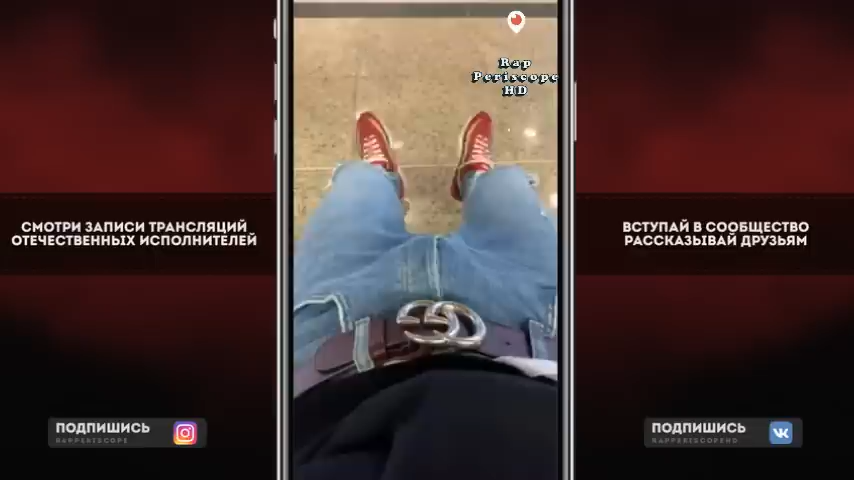 Rap
Periscope
HD
СМОТРИ ЗАПИСИ ТРАНСЛЯЦИЙ
ОТЕЧЕСТВЕННЫХ ИСПОЛНИТЕЛЕЙ
ВСТУПАЙ В СООБЩЕСТВО
РАССКАЗЫВАЙ ДРУЗЬЯМ
ПОДПИШИСЬ
RAPPERISCOPE
ПОДПИШИСЬ
RAPPERISCOPEHD